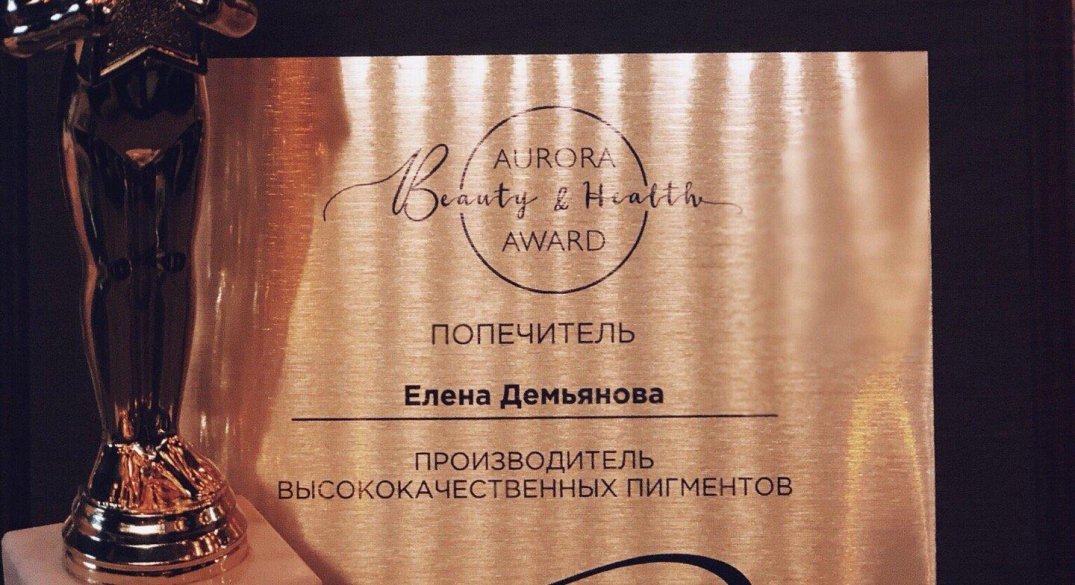 AURORA
Beauty & Health
AWARD
ПОПЕЧИТЕЛЬ
Елена Демьянова
ПРОИЗВОДИТЕЛЬ
ВЫСОКОКАЧЕСТВЕННЫХ ПИГМЕНТОВ